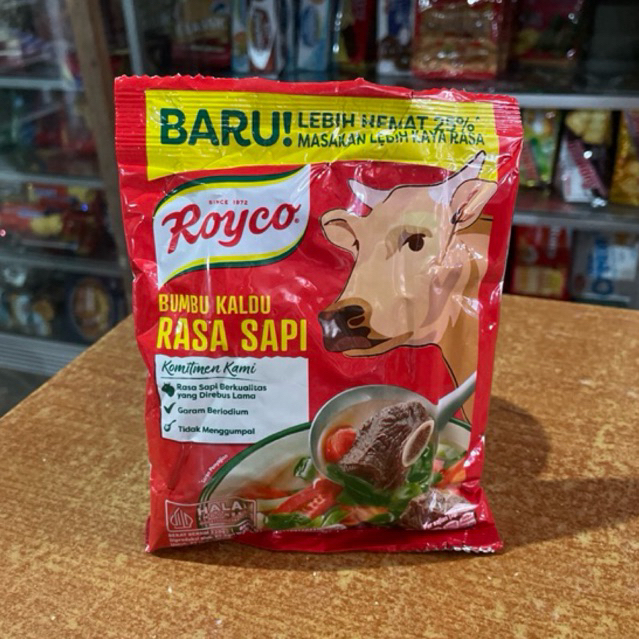 BARU! LEBIH HEMAT 25%*
MASAKAN LEBIH KAYA RASA
SINCE 1972
Royco
BUMBU KALDU
RASA SAPI
Komitmen Kami
Rasa Sapi Berkualitas
yang Direbus Lama
Garam Beriodium
Tidak Menggumpal
HALAL